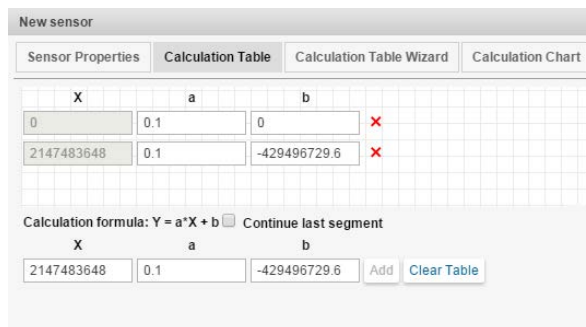 New sensor
Sensor Properties Calculation Table Calculation Table Wizard Calculation Chart
X a b
0 0.1 0
2147483648 0.1 -429496729.6
Calculation formula: Y = a*X + b Continue last segment
X a b
2147483648 0.1 -429496729.6 Add Clear Table